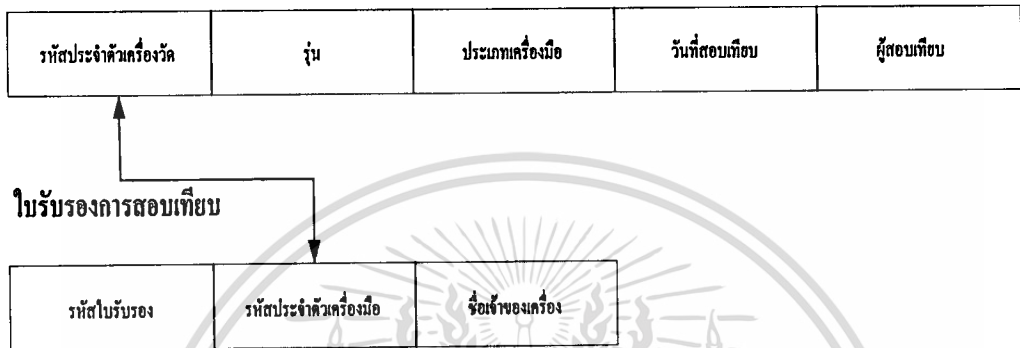 รหัสประจำตัวเครื่องวัด รุ่น ประเภทเครื่องมือ วันที่สอบเทียบ ผู้สอบเทียบ
ใบรับรองการสอบเทียบ
รหัสใบรับรอง รหัสประจำตัวเครื่องมือ ชื่อเจ้าของเครื่อง